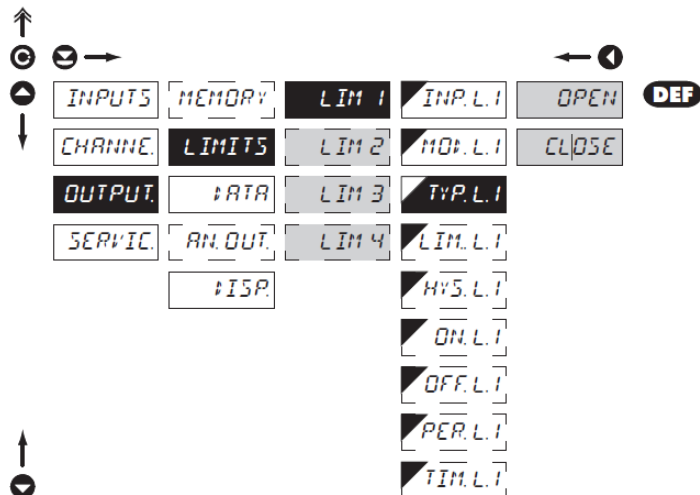 INPUTS MEMORY LIM 1 INP. L. 1 OPEN DEF
CHANNE. LIMITS LIM 2 MOD. L. 1 CLOSE
OUTPUT. DATA LIM 3 TYP. L. 1
SERVIC. AN. OUT. LIM 4 LIM. L. 1
DISP. HYS. L. 1
ON. L. 1
OFF. L. 1
PER. L. 1
TIM. L. 1